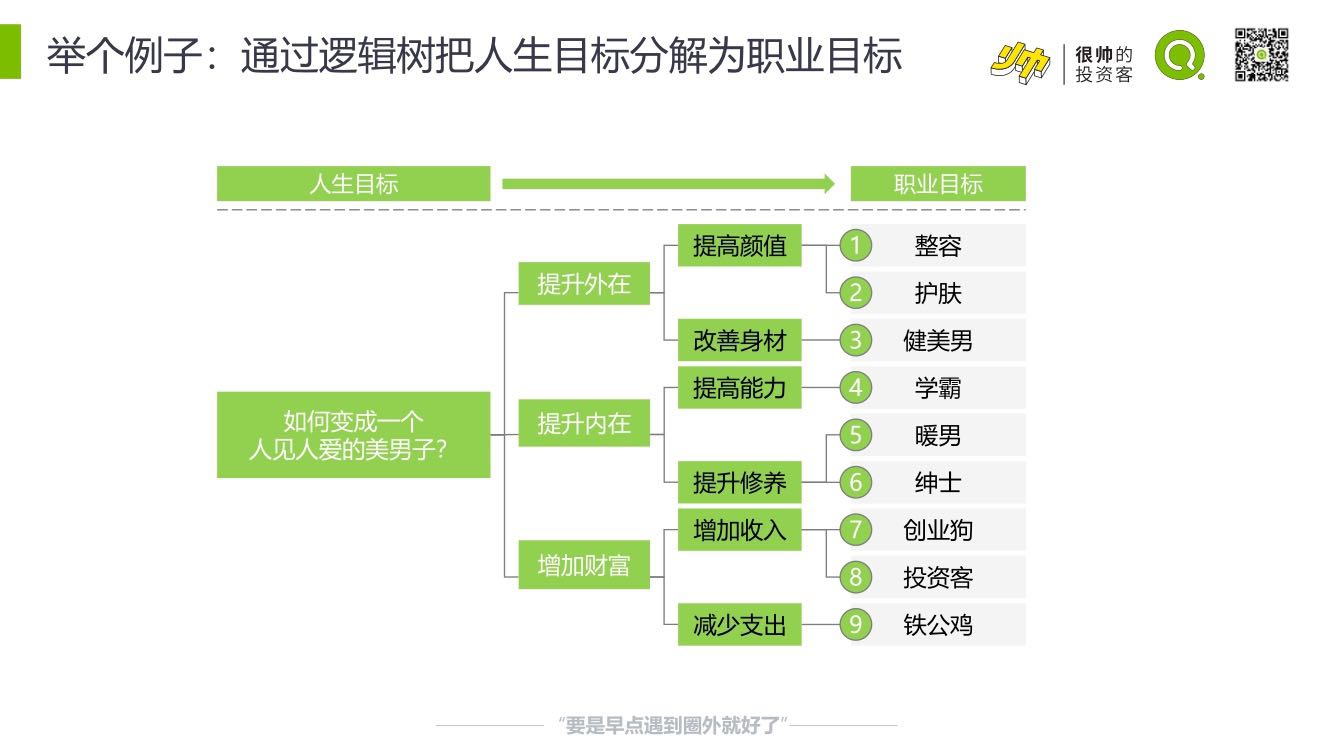 举个例子：通过逻辑树把人生目标分解为职业目标
很帅的
投资客
人生目标
职业目标
如何变成一个
人见人爱的美男子？
提升外在
提升内在
增加财富
提高颜值
改善身材
提高能力
提升修养
增加收入
减少支出
1 整容
2 护肤
3 健美男
4 学霸
5 暖男
6 绅士
7 创业狗
8 投资客
9 铁公鸡
“要是早点遇到圈外就好了”